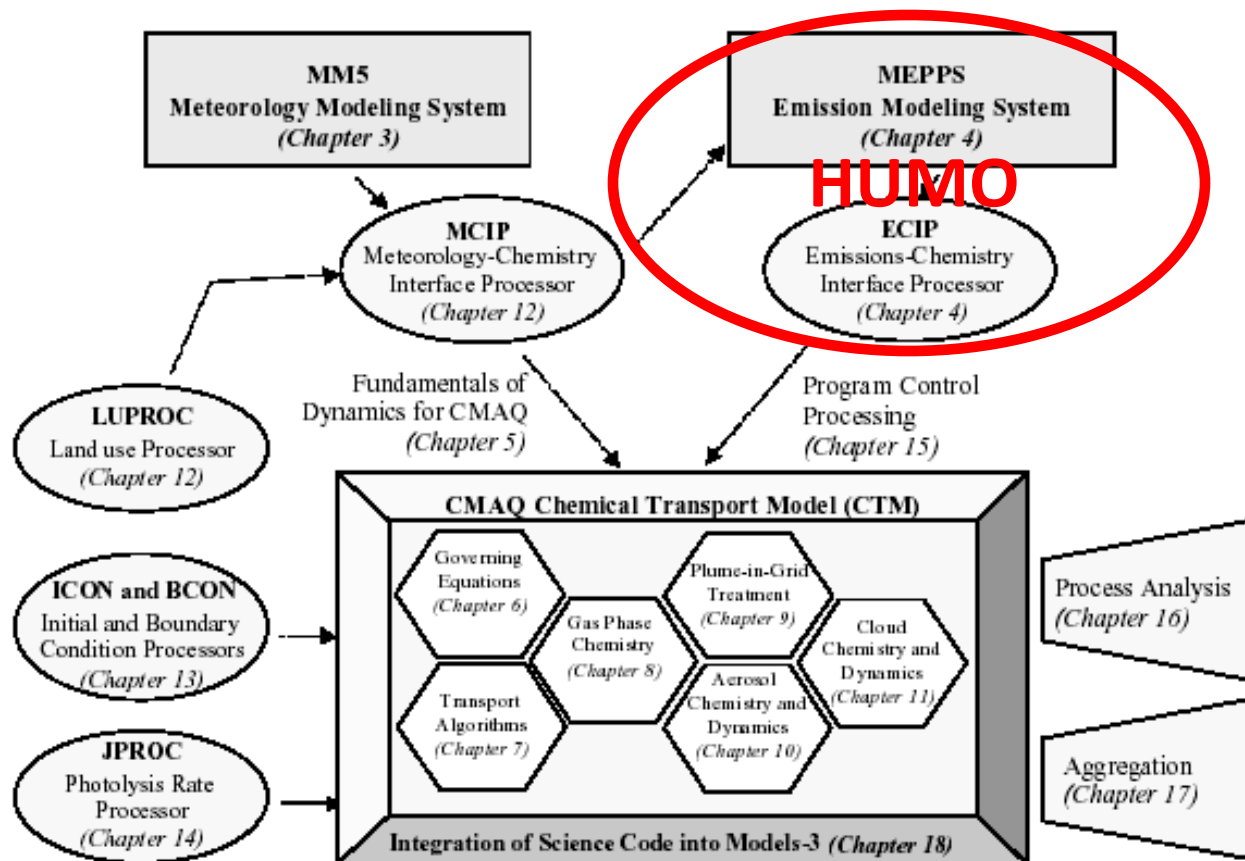 MM5
Meteorology Modeling System
(Chapter 3)
MEPPS
Emission Modeling System
(Chapter 4)
HUMO
MCIP
Meteorology-Chemistry
Interface Processor
(Chapter 12)
ECIP
Emissions-Chemistry
Interface Processor
(Chapter 4)
LUPROC
Land use Processor
(Chapter 12)
Fundamentals of
Dynamics for CMAQ
(Chapter 5)
Program Control
Processing
(Chapter 15)
CMAQ Chemical Transport Model (CTM)
ICON and BCON
Initial and Boundary
Condition Processors
(Chapter 13)
JPROC
Photolysis Rate
Processor
(Chapter 14)
Governing
Equations
(Chapter 6)
Transport
Algorithms
(Chapter 7)
Gas Phase
Chemistry
(Chapter 8)
Plume-in-Grid
Treatment
(Chapter 9)
Aerosol
Chemistry
and Dynamics
(Chapter 10)
Cloud
Chemistry and
Dynamics
(Chapter 11)
Process Analysis
(Chapter 16)
Aggregation
(Chapter 17)
Integration of Science Code into Models-3 (Chapter 18)